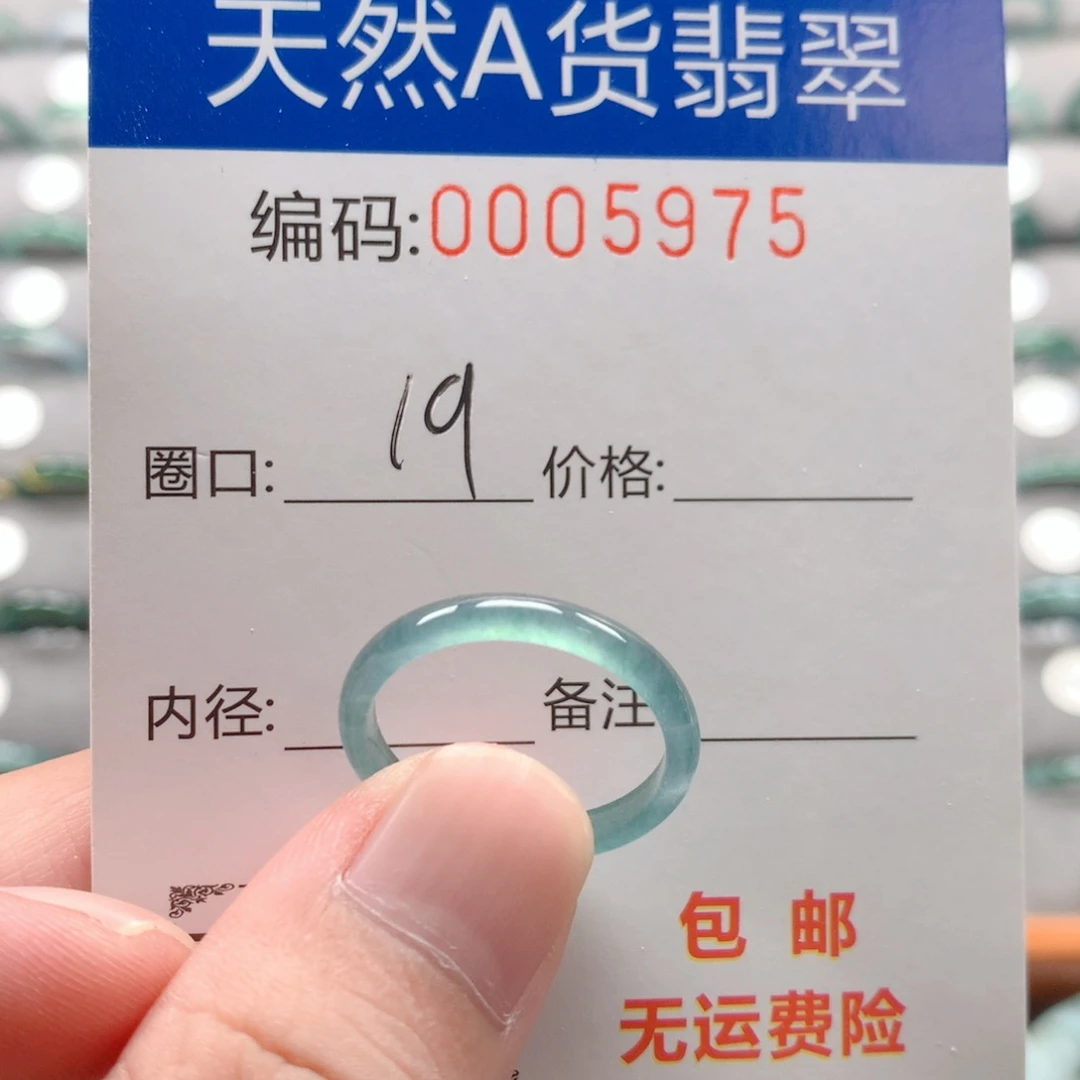 天然A货翡翠
编码:0005975
圈口: 19 价格:
内径: 备注
包邮
无运费险